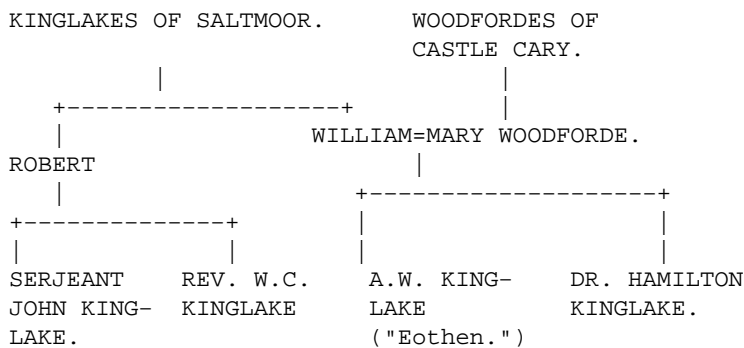 KINGLAKES OF SALTMOOR. WOODFORDES OF
CASTLE CARY.
WILLIAM=MARY WOODFORDE.
ROBERT
SERJEANT REV. W.C. A.W. KING- DR. HAMILTON
JOHN KING- KINGLAKE LAKE KINGLAKE.
LAKE. ("Eothen.")